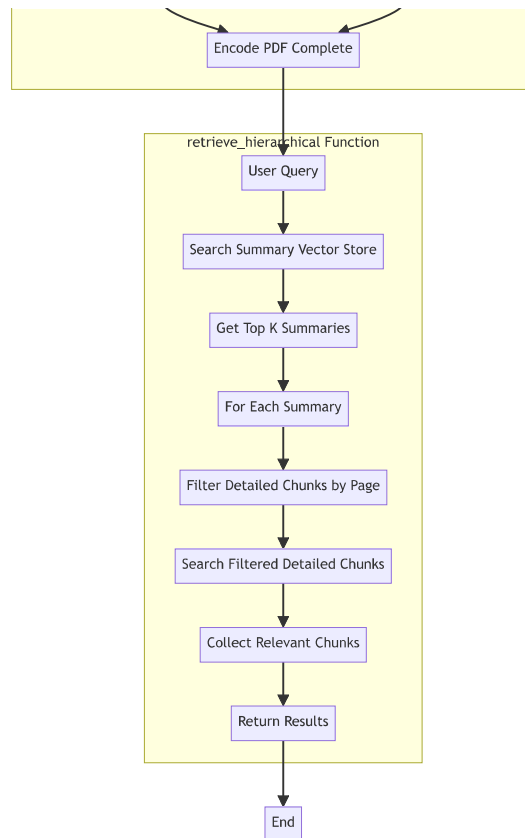 Encode PDF Complete
retrieve_hierarchical Function
User Query
Search Summary Vector Store
Get Top K Summaries
For Each Summary
Filter Detailed Chunks by Page
Search Filtered Detailed Chunks
Collect Relevant Chunks
Return Results
End